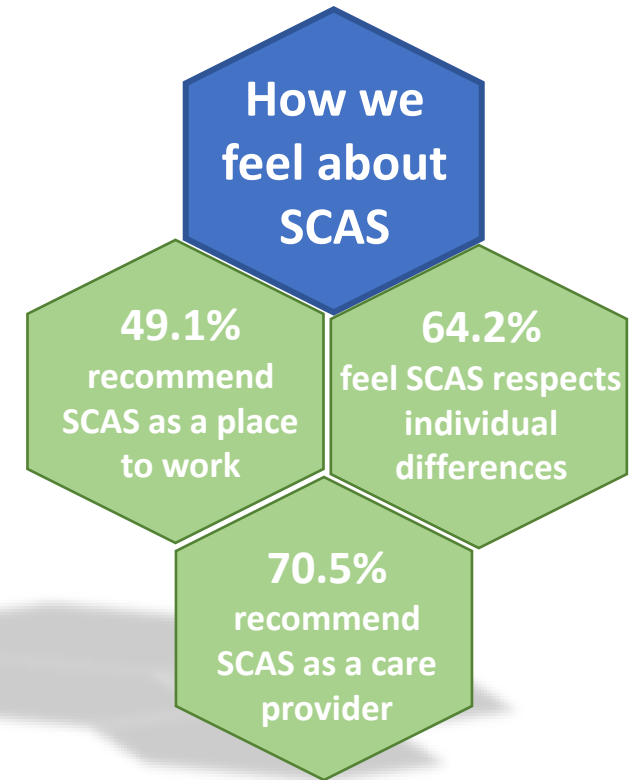 How we
feel about
SCAS
49.1%
recommend
SCAS as a place
to work
64.2%
feel SCAS respects
individual
differences
70.5%
recommend
SCAS as a care
provider